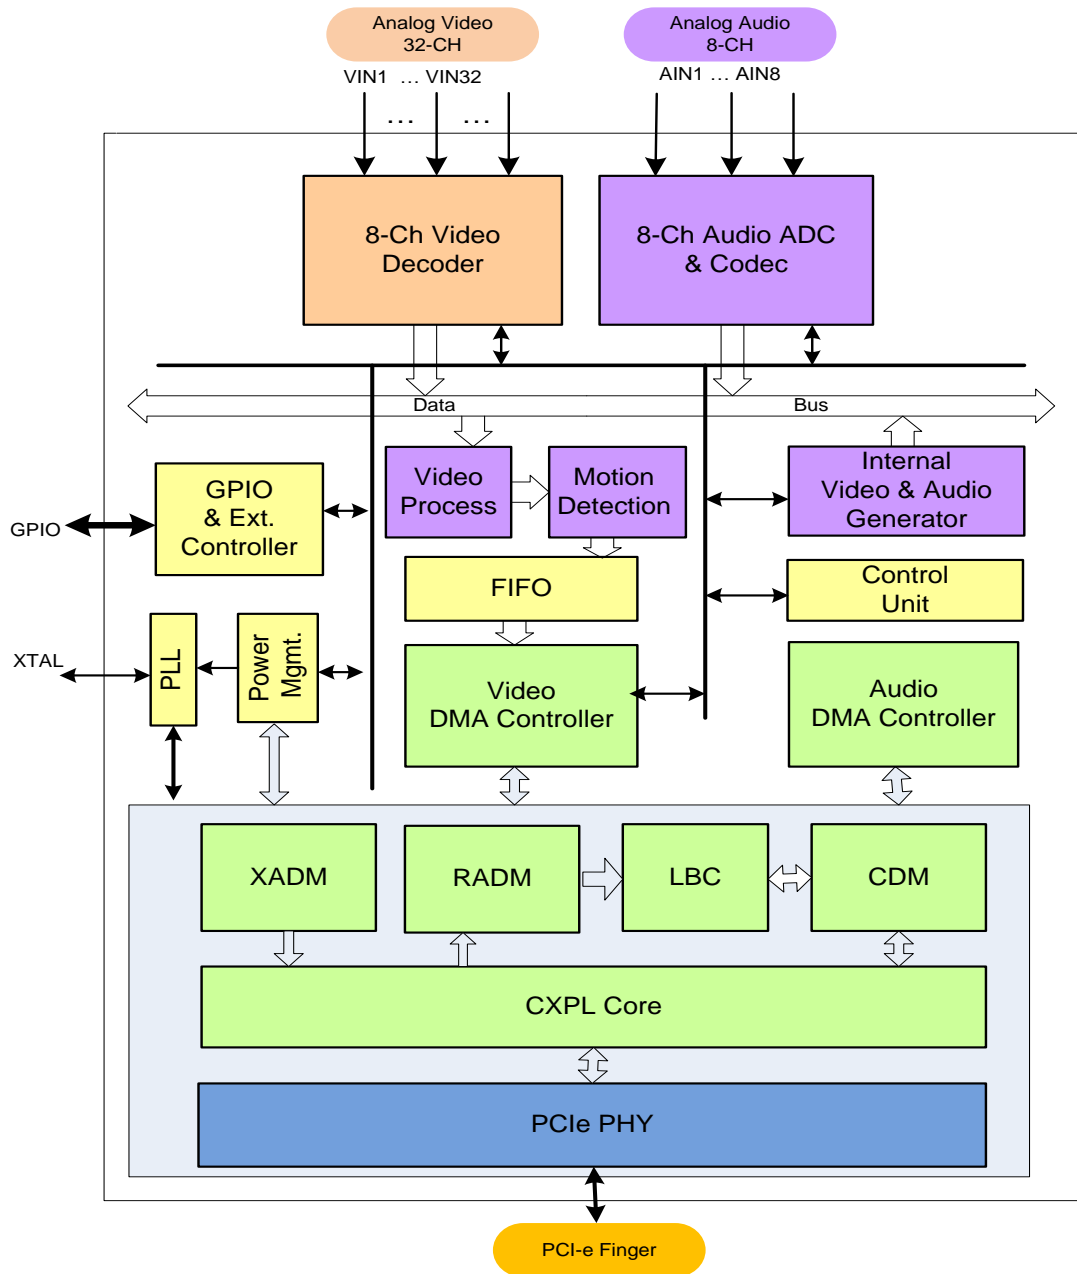 Analog Video
32-CH
Analog Audio
8-CH
VIN1 ... VIN32
AIN1 ... AIN8
... ...
8-Ch Video
Decoder
8-Ch Audio ADC
& Codec
Data
Bus
GPIO
GPIO
& Ext.
Controller
Video
Process
Motion
Detection
Internal
Video & Audio
Generator
FIFO
Control
Unit
XTAL
PLL
Power
Mgmt.
Video
DMA Controller
Audio
DMA Controller
XADM
RADM
LBC
CDM
CXPL Core
PCIe PHY
PCI-e Finger